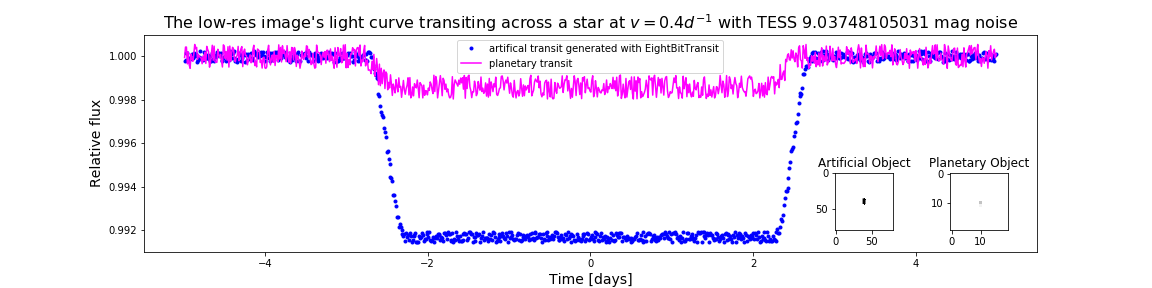 The low-res image's light curve transiting across a star at v = 0.4d⁻¹ with TESS 9.03748105031 mag noise
artifical transit generated with EightBitTransit
planetary transit
Relative flux
1.000
0.998
0.996
0.994
0.992
Artificial Object
0
50
0
50
Planetary Object
0
10
0
10
−4
−2
0
2
4
Time [days]